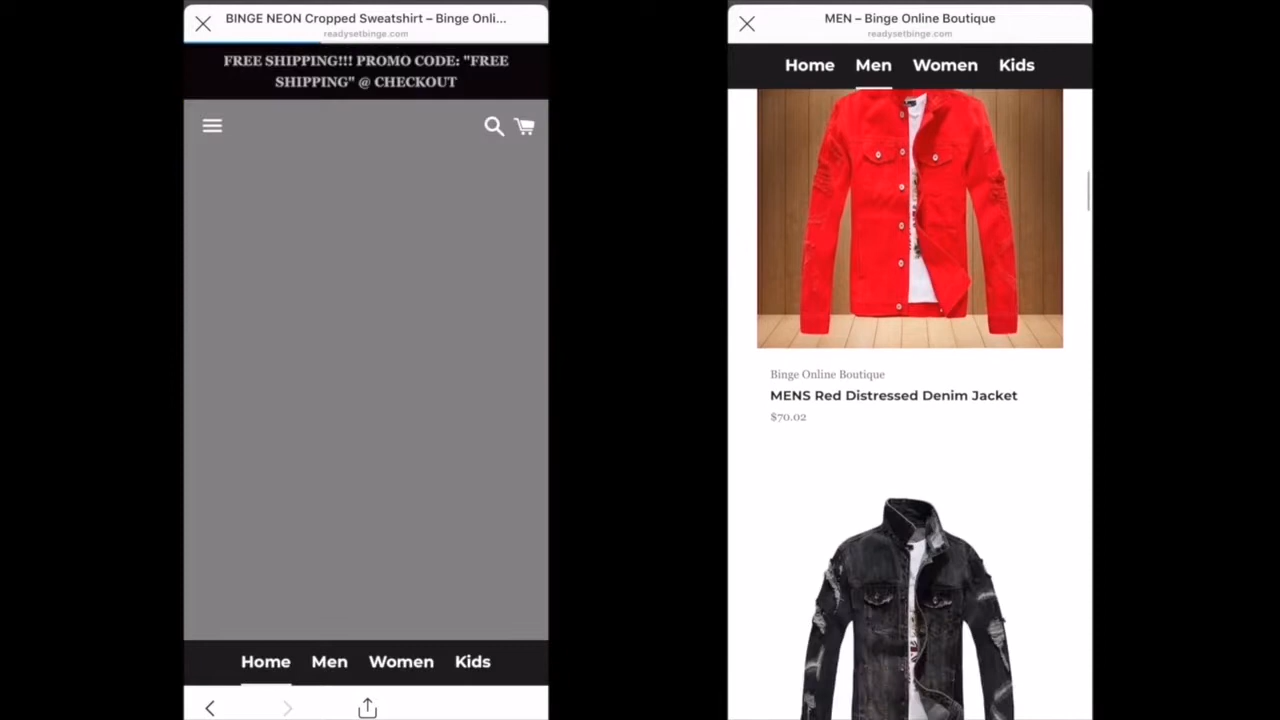 BINGE NEON Cropped Sweatshirt – Binge Onli...
readysetbinge.com
FREE SHIPPING!!! PROMO CODE: "FREE
SHIPPING" @ CHECKOUT
Home Men Women Kids
MEN – Binge Online Boutique
readysetbinge.com
Home Men Women Kids
Binge Online Boutique
MENS Red Distressed Denim Jacket
$70.02